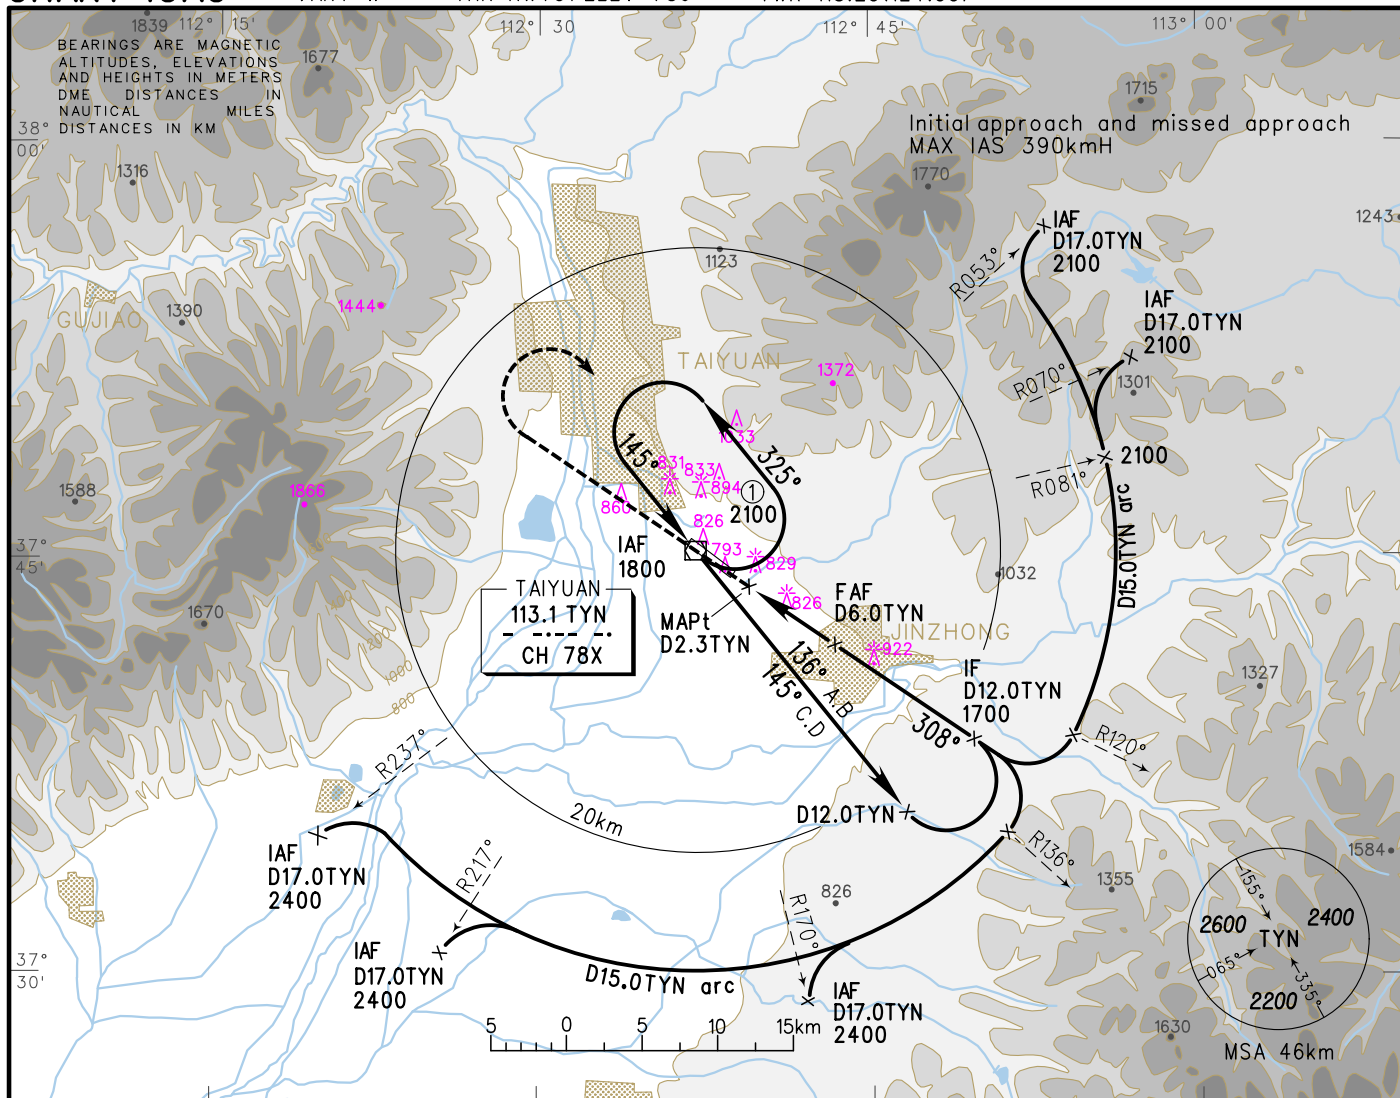 112° 15'
112° 30'
112° 45'
113° 00'
1839
BEARINGS ARE MAGNETIC
ALTITUDES, ELEVATIONS
AND HEIGHTS IN METERS
DME DISTANCES IN
NAUTICAL MILES
DISTANCES IN KM
1677
1715
38°
00'
Initial approach and missed approach
MAX IAS 390kmH
1316
1770
1243
IAF
D17.0TYN
2100
R053°
1123
IAF
D17.0TYN
2100
1390
1444
GUJIAO
TAIYUAN
1372
R070°
1301
1033
145°
325°
2100
R081°
831
833
894
1
2100
860
1588
1866
826
D15.0TYN arc
37°
45'
IAF
1800
793
829
1032
TAIYUAN
113.1 TYN
CH 78X
FAF
D6.0TYN
826
1670
MAPt
D2.3TYN
JINZHONG
922
1200
1000
800
136° A.B
145° C.D
IF
D12.0TYN
1700
1327
308°
R120°
R237°
D12.0TYN
20km
IAF
D17.0TYN
2400
R217°
R136°
1584
1355
826
R170°
155°
2600
2400
TYN
065°
335°
2200
MSA 46km
37°
30'
IAF
D17.0TYN
2400
D15.0TYN arc
IAF
D17.0TYN
2400
5 0 5 10 15km
1630